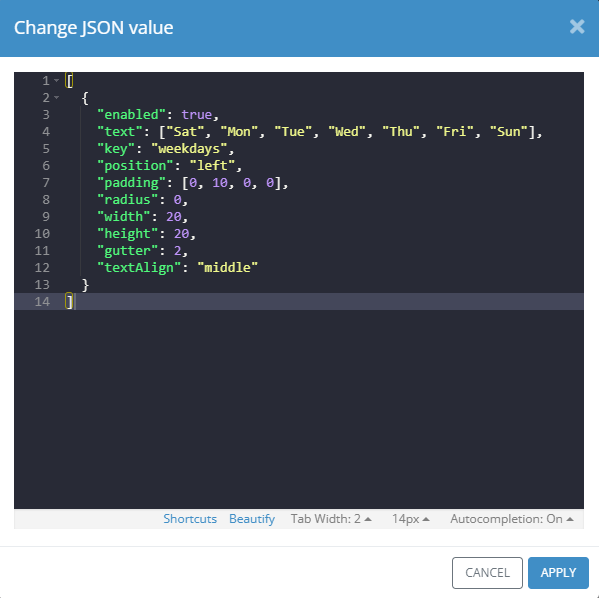 Change JSON value
×
1 [
2 {
3 "enabled": true,
4 "text": ["Sat", "Mon", "Tue", "Wed", "Thu", "Fri", "Sun"],
5 "key": "weekdays",
6 "position": "left",
7 "padding": [0, 10, 0, 0],
8 "radius": 0,
9 "width": 20,
10 "height": 20,
11 "gutter": 2,
12 "textAlign": "middle"
13 }
14 ]
Shortcuts Beautify Tab Width: 2 14px Autocompletion: On
CANCEL APPLY